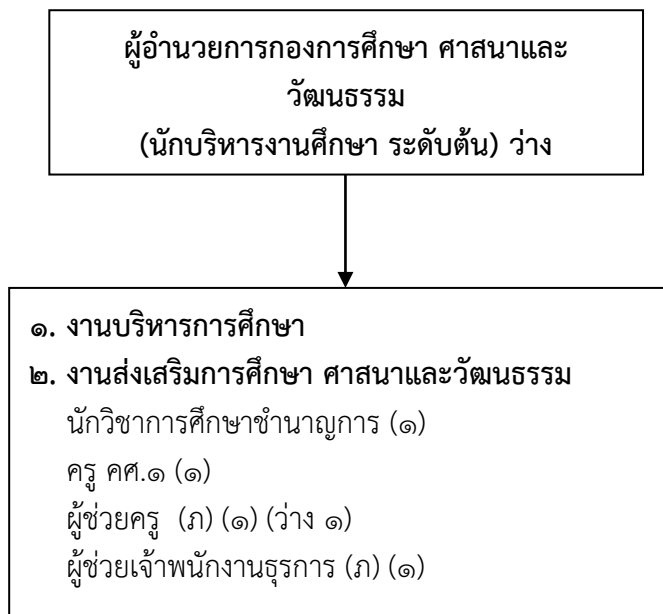 ผู้อำนวยการกองการศึกษา ศาสนาและ
วัฒนธรรม
(นักบริหารงานศึกษา ระดับต้น) ว่าง
๑. งานบริหารการศึกษา
๒. งานส่งเสริมการศึกษา ศาสนาและวัฒนธรรม
นักวิชาการศึกษาชำนาญการ (๑)
ครู คศ.๑ (๑)
ผู้ช่วยครู (ภ) (๑) (ว่าง ๑)
ผู้ช่วยเจ้าพนักงานธุรการ (ภ) (๑)